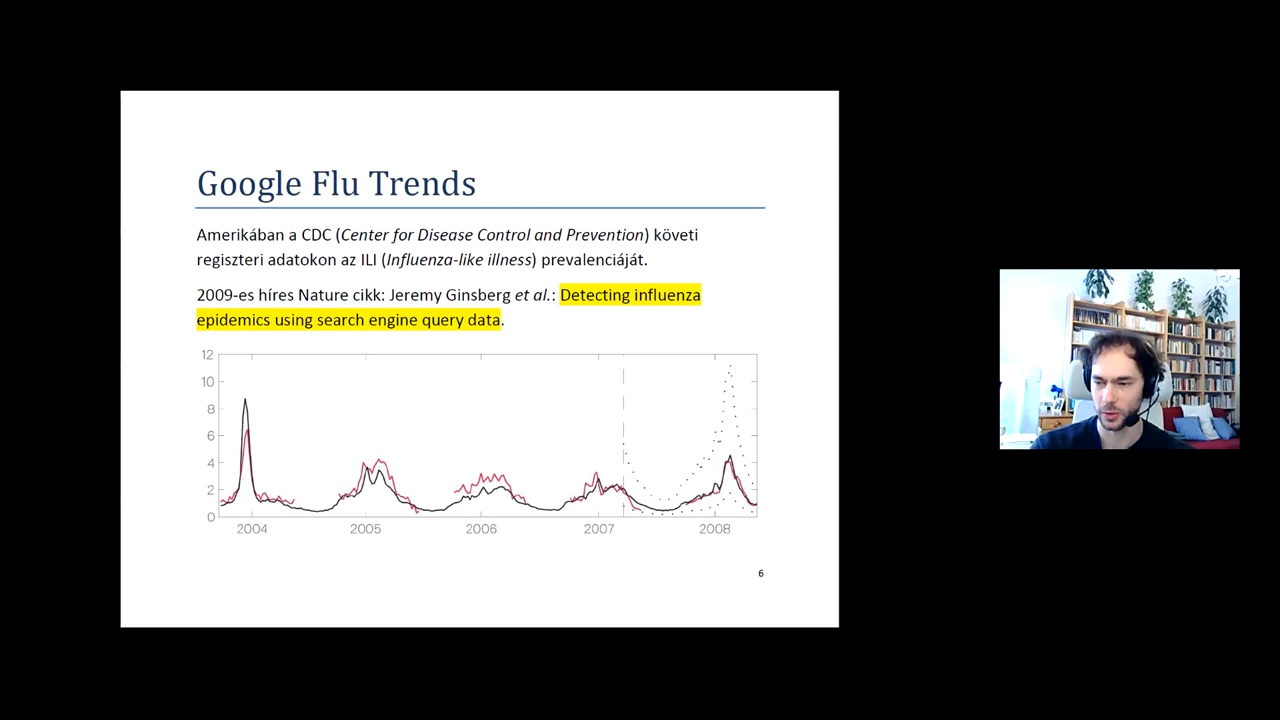 Google Flu Trends
Amerikában a CDC (Center for Disease Control and Prevention) követi
regiszteri adatokon az ILI (Influenza-like illness) prevalenciáját.
2009-es híres Nature cikk: Jeremy Ginsberg et al.: Detecting influenza
epidemics using search engine query data.
12
10
8
6
4
2
0
2004 2005 2006 2007 2008
6